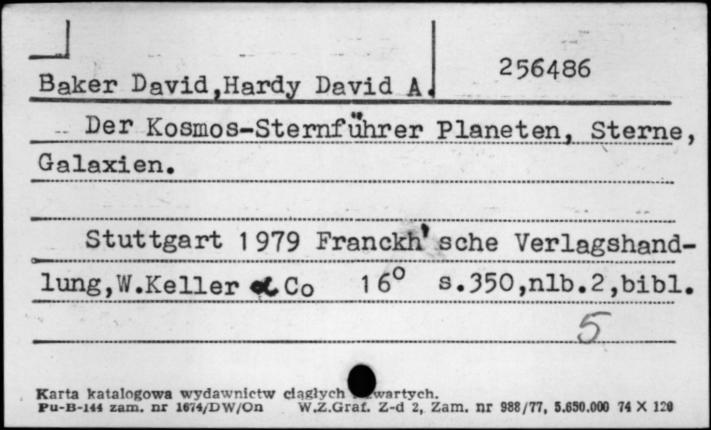 256486
Baker David,Hardy David A.
Der Kosmos-Sternführer Planeten, Sterne,
Galaxien.
Stuttgart 1979 Franckh'sche Verlagshand-
lung,W.Keller & Co 16° s.350,nlb.2,bibl.
5
Karta katalogowa wydawnictw ciągłych wartych.
Pu-B-144 zam. nr 1674/DW/On W.Z.Graf. Z-d 2, Zam. nr 988/77, 5.650.000 74 X 120